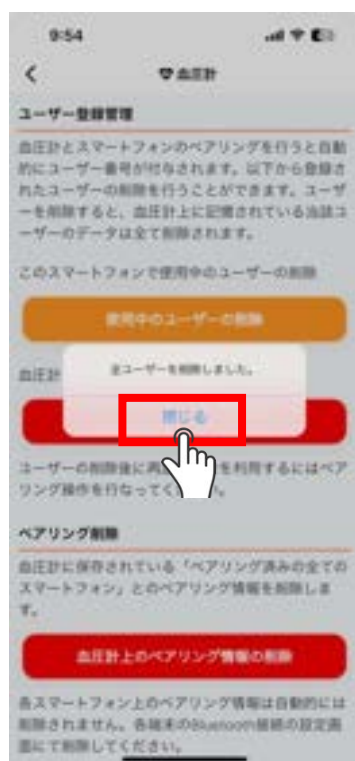 9:54
血圧計
ユーザー登録管理
血圧計とスマートフォンのペアリングを行うと自動
的にユーザー番号が付与されます。以下から登録さ
れたユーザーの削除を行うことができます。ユーザ
ーを削除すると、血圧計上に記憶されている当該ユ
ーザーのデータは全て削除されます。
このスマートフォンで使用中のユーザーの削除
使用中のユーザーの削除
血圧計
全ユーザーを削除しました。
閉じる
ユーザーの削除後に再 を利用するにはペア
リング操作を行なってく い。
ペアリング削除
血圧計に保存されている「ペアリング済みの全ての
スマートフォン」とのペアリング情報を削除しま
す。
血圧計上のペアリング情報の削除
各スマートフォン上のペアリング情報は自動的には
削除されません。各端末のBluetooth接続の設定画
面にて削除してください。